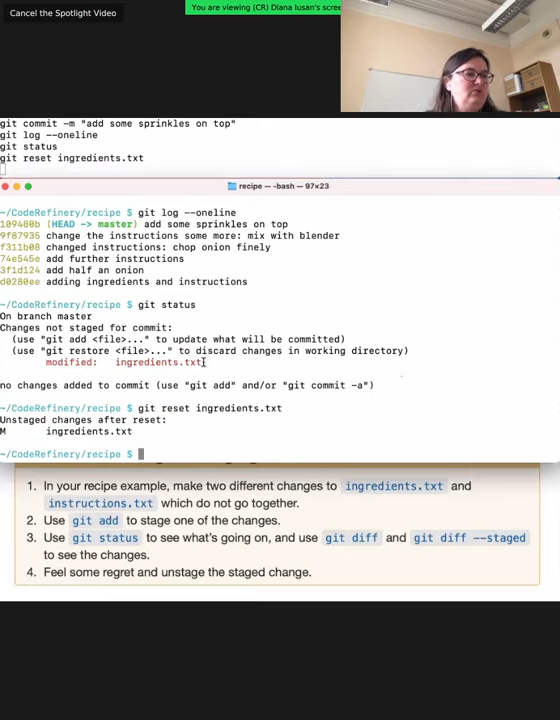 Cancel the Spotlight Video
You are viewing (CR) Diana Iusan's scree
git commit -m "add some sprinkles on top"
git log --oneline
git status
git reset ingredients.txt
recipe — -bash — 97×23
~/CodeRefinery/recipe $ git log --oneline
109480b (HEAD -> master) add some sprinkles on top
9f87935 change the instructions some more: mix with blender
f311b08 changed instructions: chop onion finely
74e545e add further instructions
3f1d124 add half an onion
d0280ee adding ingredients and instructions
~/CodeRefinery/recipe $ git status
On branch master
Changes not staged for commit:
(use "git add <file>..." to update what will be committed)
(use "git restore <file>..." to discard changes in working directory)
modified: ingredients.txt
no changes added to commit (use "git add" and/or "git commit -a")
~/CodeRefinery/recipe $ git reset ingredients.txt
Unstaged changes after reset:
M ingredients.txt
~/CodeRefinery/recipe $
1. In your recipe example, make two different changes to ingredients.txt and
instructions.txt which do not go together.
2. Use git add to stage one of the changes.
3. Use git status to see what's going on, and use git diff and git diff --staged
to see the changes.
4. Feel some regret and unstage the staged change.